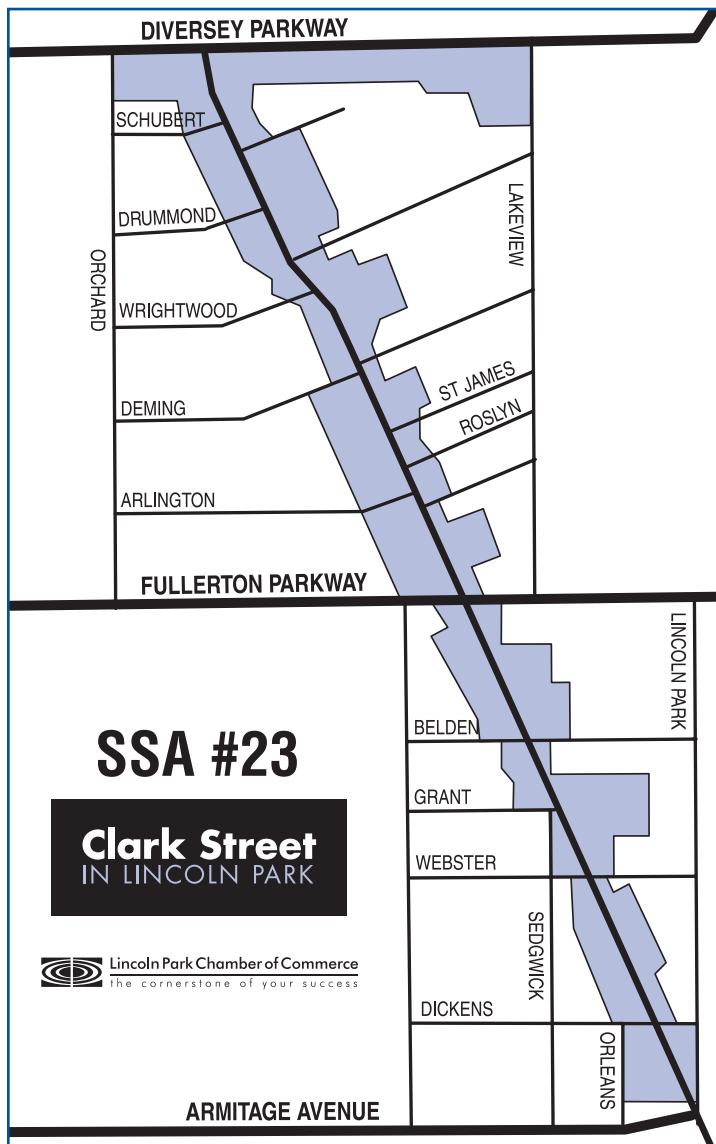 DIVERSEY PARKWAY
SCHUBERT
LAKEVIEW
DRUMMOND
ORCHARD
WRIGHTWOOD
ST JAMES
DEMING
ROSLYN
ARLINGTON
FULLERTON PARKWAY
LINCOLN PARK
BELDEN
SSA #23
GRANT
Clark Street
IN LINCOLN PARK
WEBSTER
SEDGWICK
Lincoln Park Chamber of Commerce
the cornerstone of your success
DICKENS
ORLEANS
ARMITAGE AVENUE